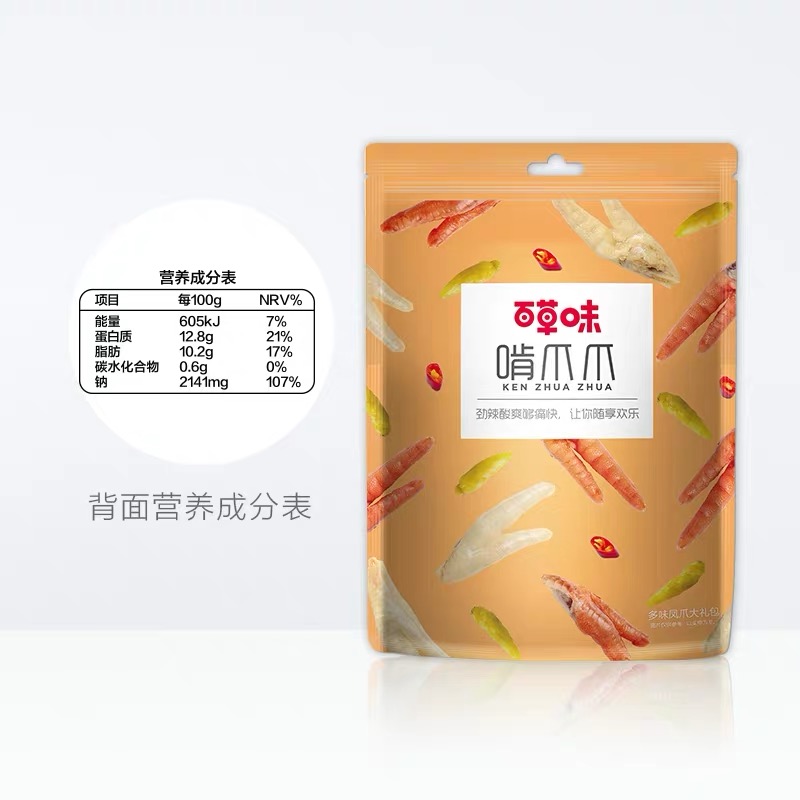 营养成分表
项目 每100g NRV%
能量 605kJ 7%
蛋白质 12.8g 21%
脂肪 10.2g 17%
碳水化合物 0.6g 0%
钠 2141mg 107%
背面营养成分表
百草味
啃爪爪
KEN ZHUA ZHUA
劲辣酸爽够痛快，让你随享欢乐
多味凤爪大礼包